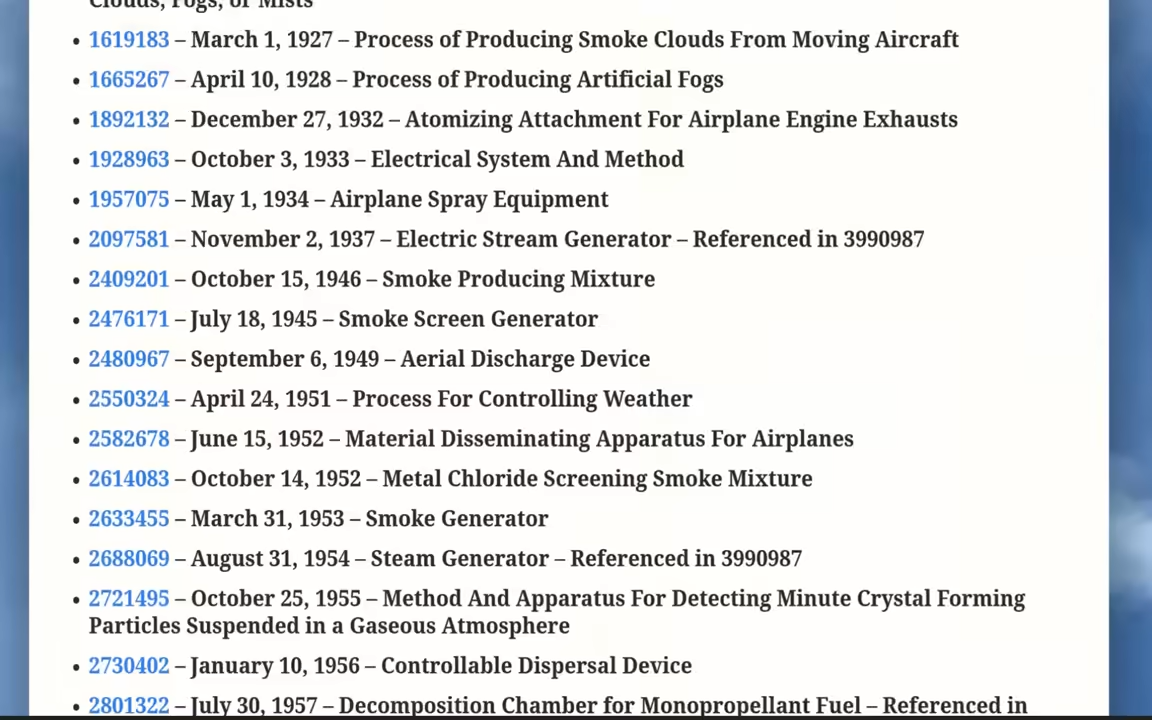 Clouds, Fogs, or Mists
• 1619183 – March 1, 1927 – Process of Producing Smoke Clouds From Moving Aircraft
• 1665267 – April 10, 1928 – Process of Producing Artificial Fogs
• 1892132 – December 27, 1932 – Atomizing Attachment For Airplane Engine Exhausts
• 1928963 – October 3, 1933 – Electrical System And Method
• 1957075 – May 1, 1934 – Airplane Spray Equipment
• 2097581 – November 2, 1937 – Electric Stream Generator – Referenced in 3990987
• 2409201 – October 15, 1946 – Smoke Producing Mixture
• 2476171 – July 18, 1945 – Smoke Screen Generator
• 2480967 – September 6, 1949 – Aerial Discharge Device
• 2550324 – April 24, 1951 – Process For Controlling Weather
• 2582678 – June 15, 1952 – Material Disseminating Apparatus For Airplanes
• 2614083 – October 14, 1952 – Metal Chloride Screening Smoke Mixture
• 2633455 – March 31, 1953 – Smoke Generator
• 2688069 – August 31, 1954 – Steam Generator – Referenced in 3990987
• 2721495 – October 25, 1955 – Method And Apparatus For Detecting Minute Crystal Forming
Particles Suspended in a Gaseous Atmosphere
• 2730402 – January 10, 1956 – Controllable Dispersal Device
• 2801322 – July 30, 1957 – Decomposition Chamber for Monopropellant Fuel – Referenced in